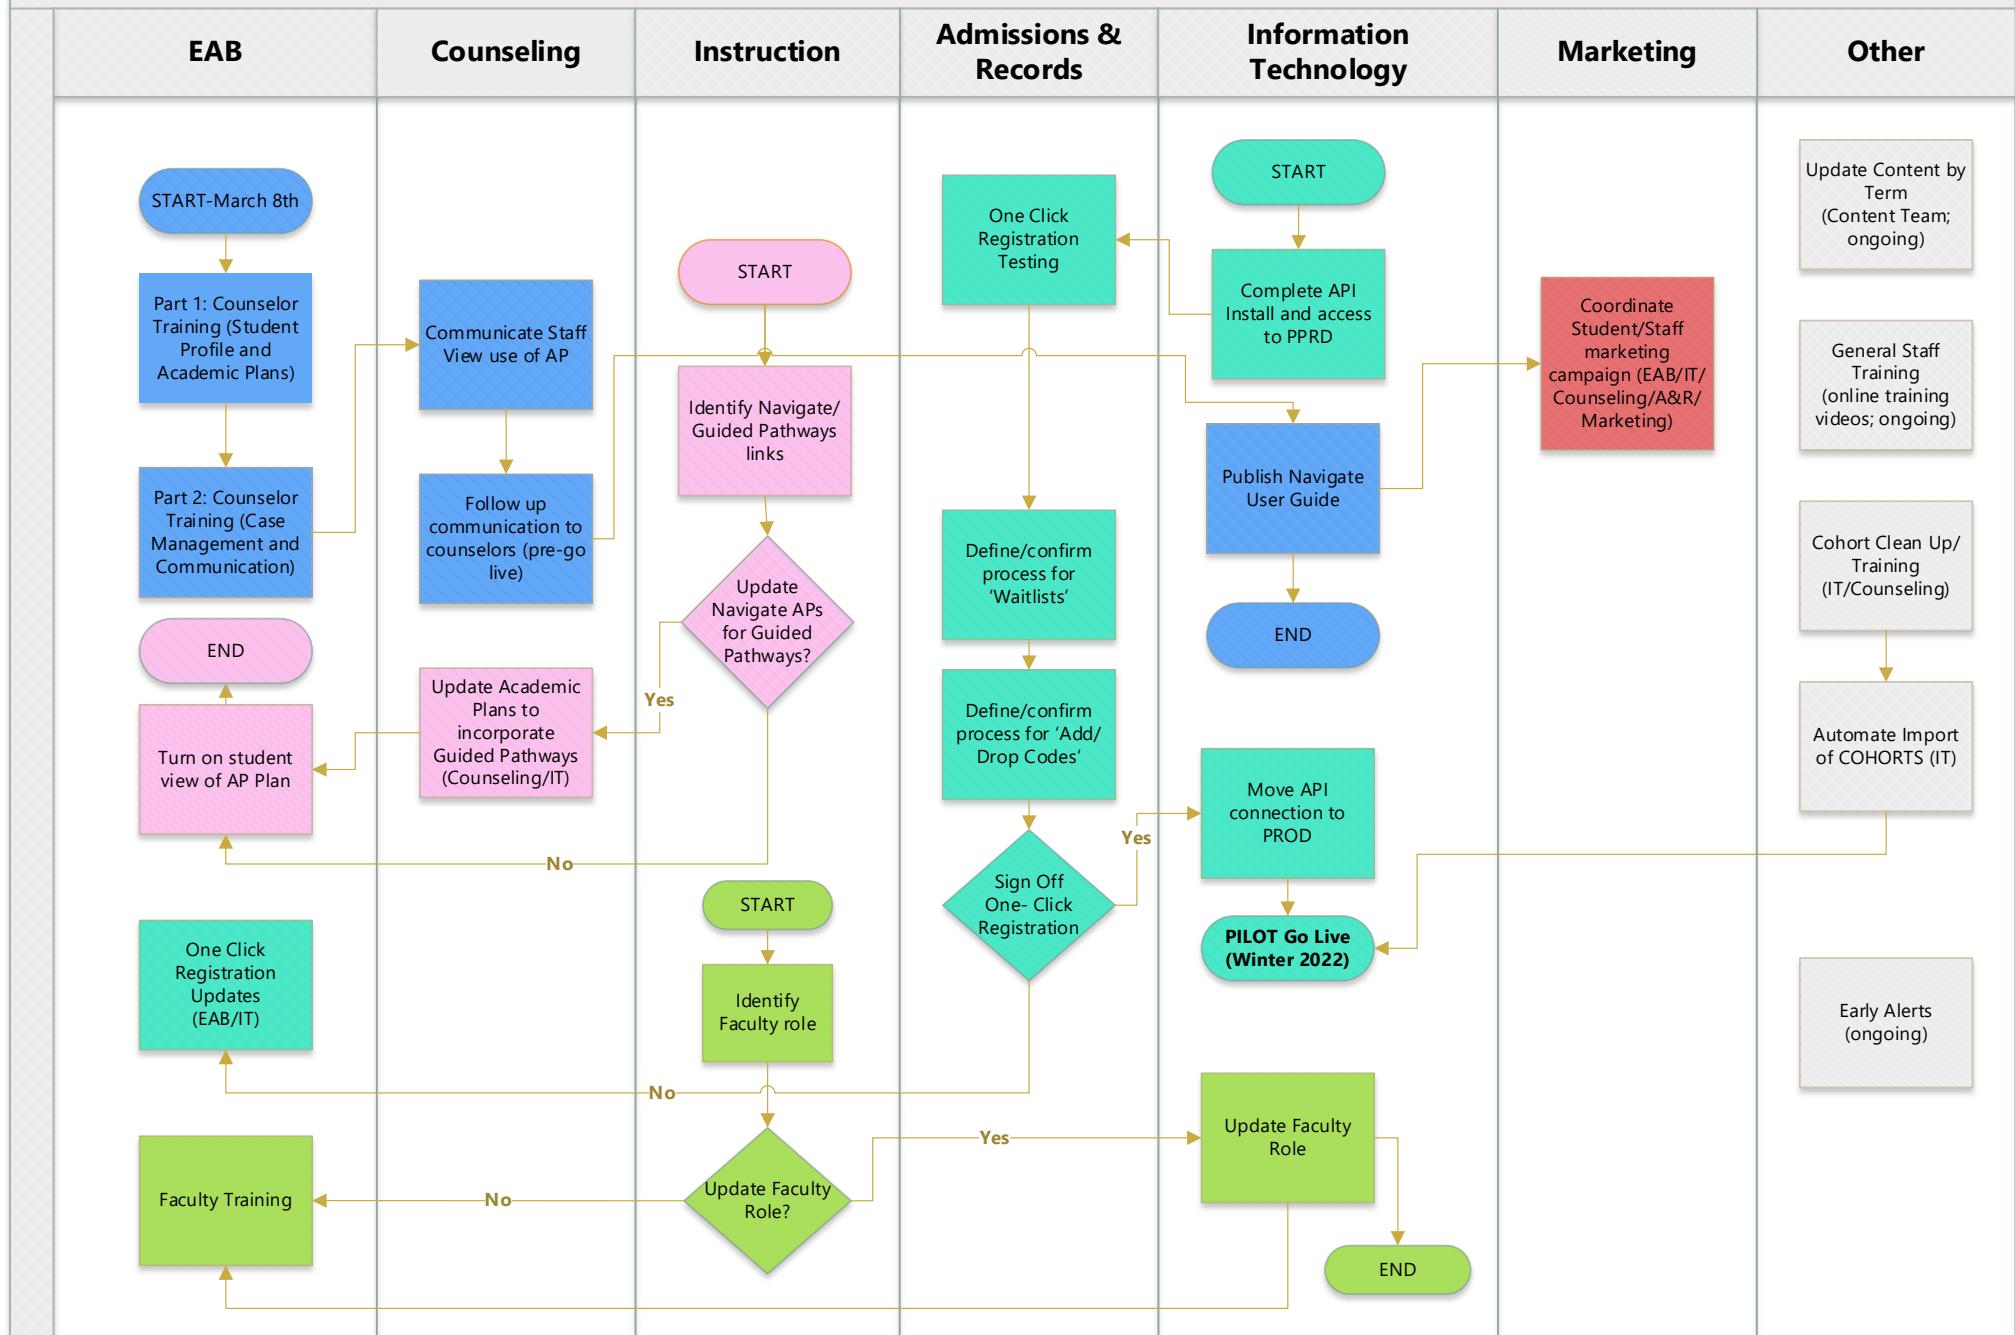 EAB
Counseling
Instruction
Admissions &
Records
Information
Technology
Marketing
Other
START-March 8th
Part 1: Counselor
Training (Student
Profile and
Academic Plans)
Part 2: Counselor
Training (Case
Management and
Communication)
END
Turn on student
view of AP Plan
One Click
Registration
Updates
(EAB/IT)
Faculty Training
Communicate Staff
View use of AP
Follow up
communication to
counselors (pre-go
live)
Update Academic
Plans to
incorporate
Guided Pathways
(Counseling/IT)
No
No
START
Identify Navigate/
Guided Pathways
links
Update
Navigate APs
for Guided
Pathways?
Yes
START
Identify
Faculty role
No
Update Faculty
Role?
One Click
Registration
Testing
Define/confirm
process for
‘Waitlists’
Define/confirm
process for ‘Add/
Drop Codes’
Sign Off
One- Click
Registration
Yes
Yes
START
Complete API
Install and access
to PPRD
Publish Navigate
User Guide
END
Move API
connection to
PROD
PILOT Go Live
(Winter 2022)
Update Faculty
Role
END
Coordinate
Student/Staff
marketing
campaign (EAB/IT/
Counseling/A&R/
Marketing)
Update Content by
Term
(Content Team;
ongoing)
General Staff
Training
(online training
videos; ongoing)
Cohort Clean Up/
Training
(IT/Counseling)
Automate Import
of COHORTS (IT)
Early Alerts
(ongoing)